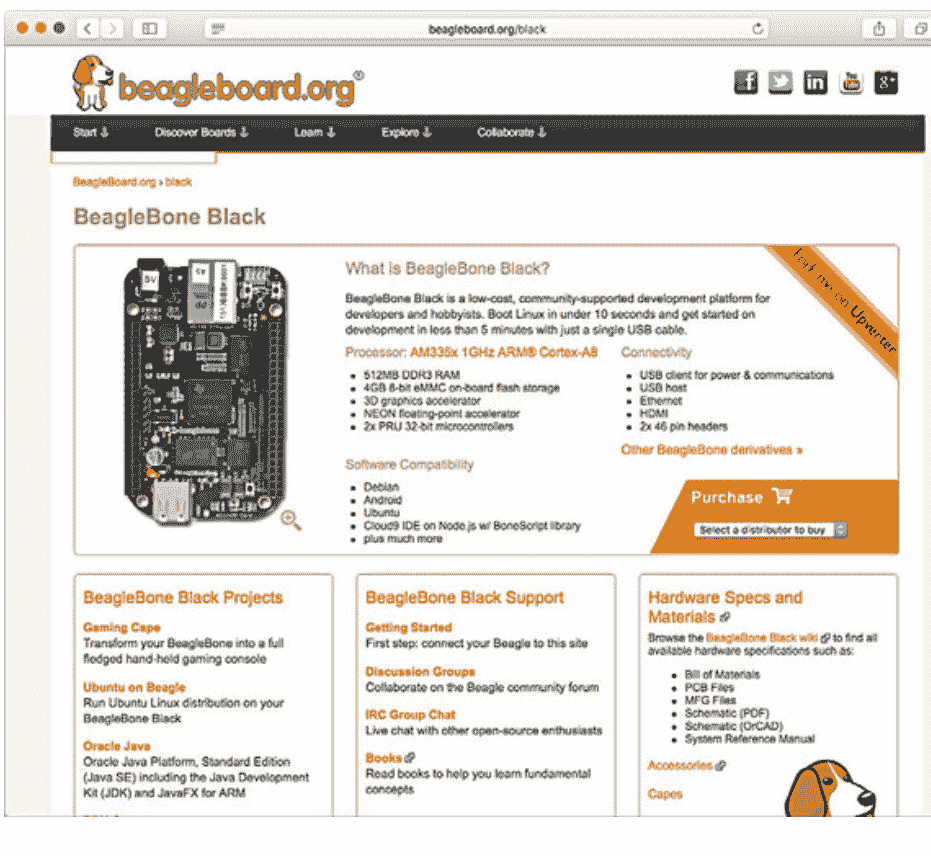 beagleboard.org/black
beagleboard.org®
f in You Tube g+
Start Discover Boards Learn Explore Collaborate
BeagleBoard.org › black
BeagleBone Black
5V
What is BeagleBone Black?
BeagleBone Black is a low-cost, community-supported development platform for
developers and hobbyists. Boot Linux in under 10 seconds and get started on
development in less than 5 minutes with just a single USB cable.
Try me on Upverter
Processor: AM335x 1GHz ARM® Cortex-A8
• 512MB DDR3 RAM
• 4GB 8-bit eMMC on-board flash storage
• 3D graphics accelerator
• NEON floating-point accelerator
• 2x PRU 32-bit microcontrollers
Connectivity
• USB client for power & communications
• USB host
• Ethernet
• HDMI
• 2x 46 pin headers
Other BeagleBone derivatives »
Software Compatibility
• Debian
• Android
• Ubuntu
• Cloud9 IDE on Node.js w/ BoneScript library
• plus much more
Purchase
Select a distributor to buy
BeagleBone Black Projects
Gaming Cape
Transform your BeagleBone into a full
fledged hand-held gaming console
Ubuntu on Beagle
Run Ubuntu Linux distribution on your
BeagleBone Black
Oracle Java
Oracle Java Platform, Standard Edition
(Java SE) including the Java Development
Kit (JDK) and JavaFX for ARM
BeagleBone Black Support
Getting Started
First step: connect your Beagle to this site
Discussion Groups
Collaborate on the Beagle community forum
IRC Group Chat
Live chat with other open-source enthusiasts
Books
Read books to help you learn fundamental
concepts
Hardware Specs and
Materials
Browse the BeagleBone Black wiki to find all
available hardware specifications such as:
• Bill of Materials
• PCB Files
• MFG Files
• Schematic (PDF)
• Schematic (OrCAD)
• System Reference Manual
Accessories
Capes